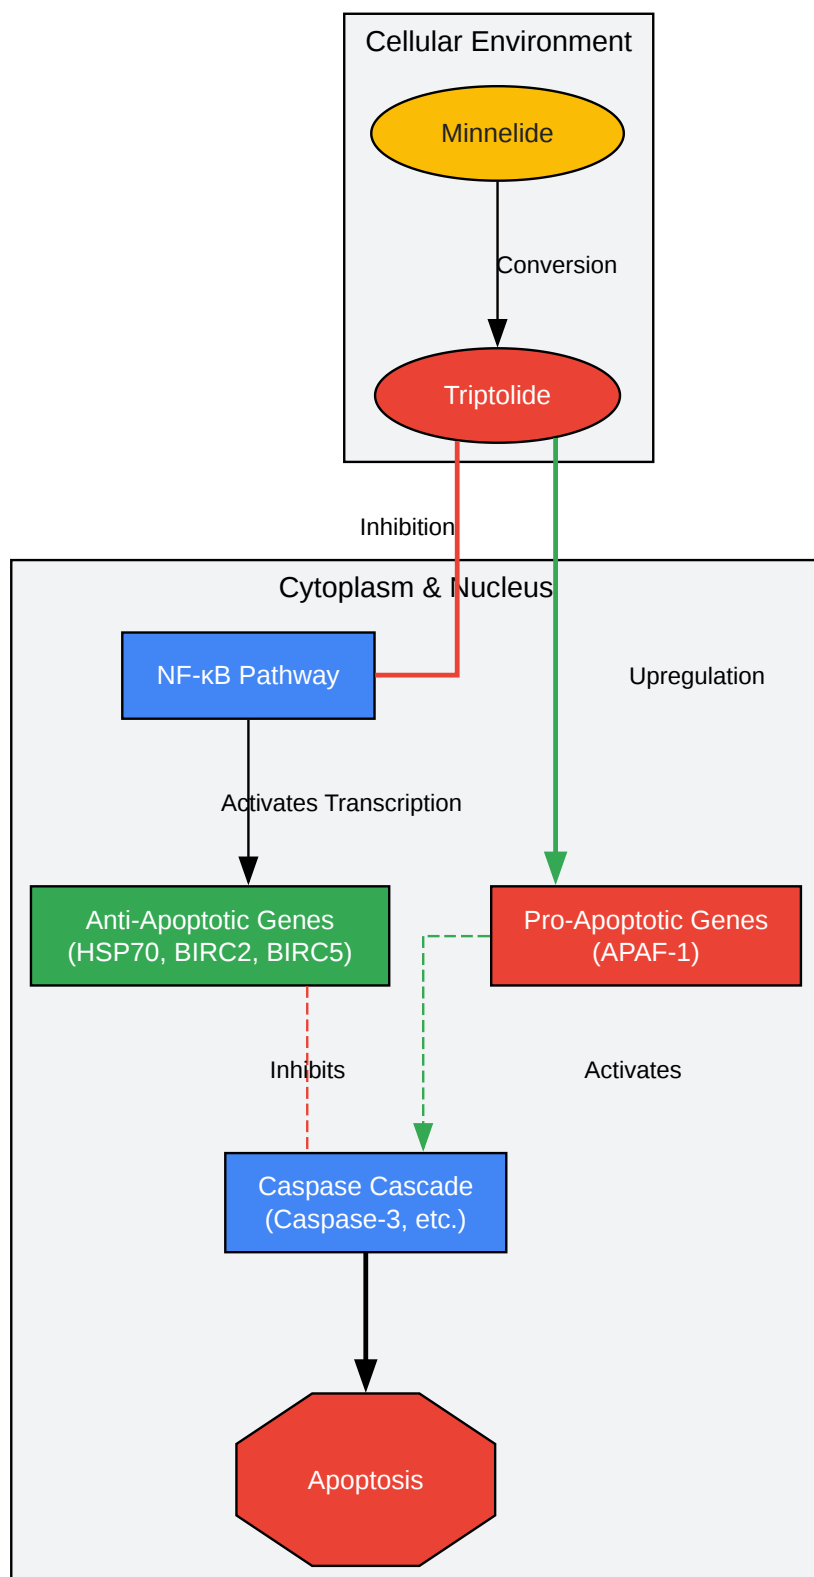 Cellular Environment
Minnelide
Conversion
Triptolide
Inhibition
Cytoplasm & Nucleus
NF-κB Pathway
Upregulation
Activates Transcription
Anti-Apoptotic Genes
(HSP70, BIRC2, BIRC5)
Pro-Apoptotic Genes
(APAF-1)
Inhibits
Activates
Caspase Cascade
(Caspase-3, etc.)
Apoptosis